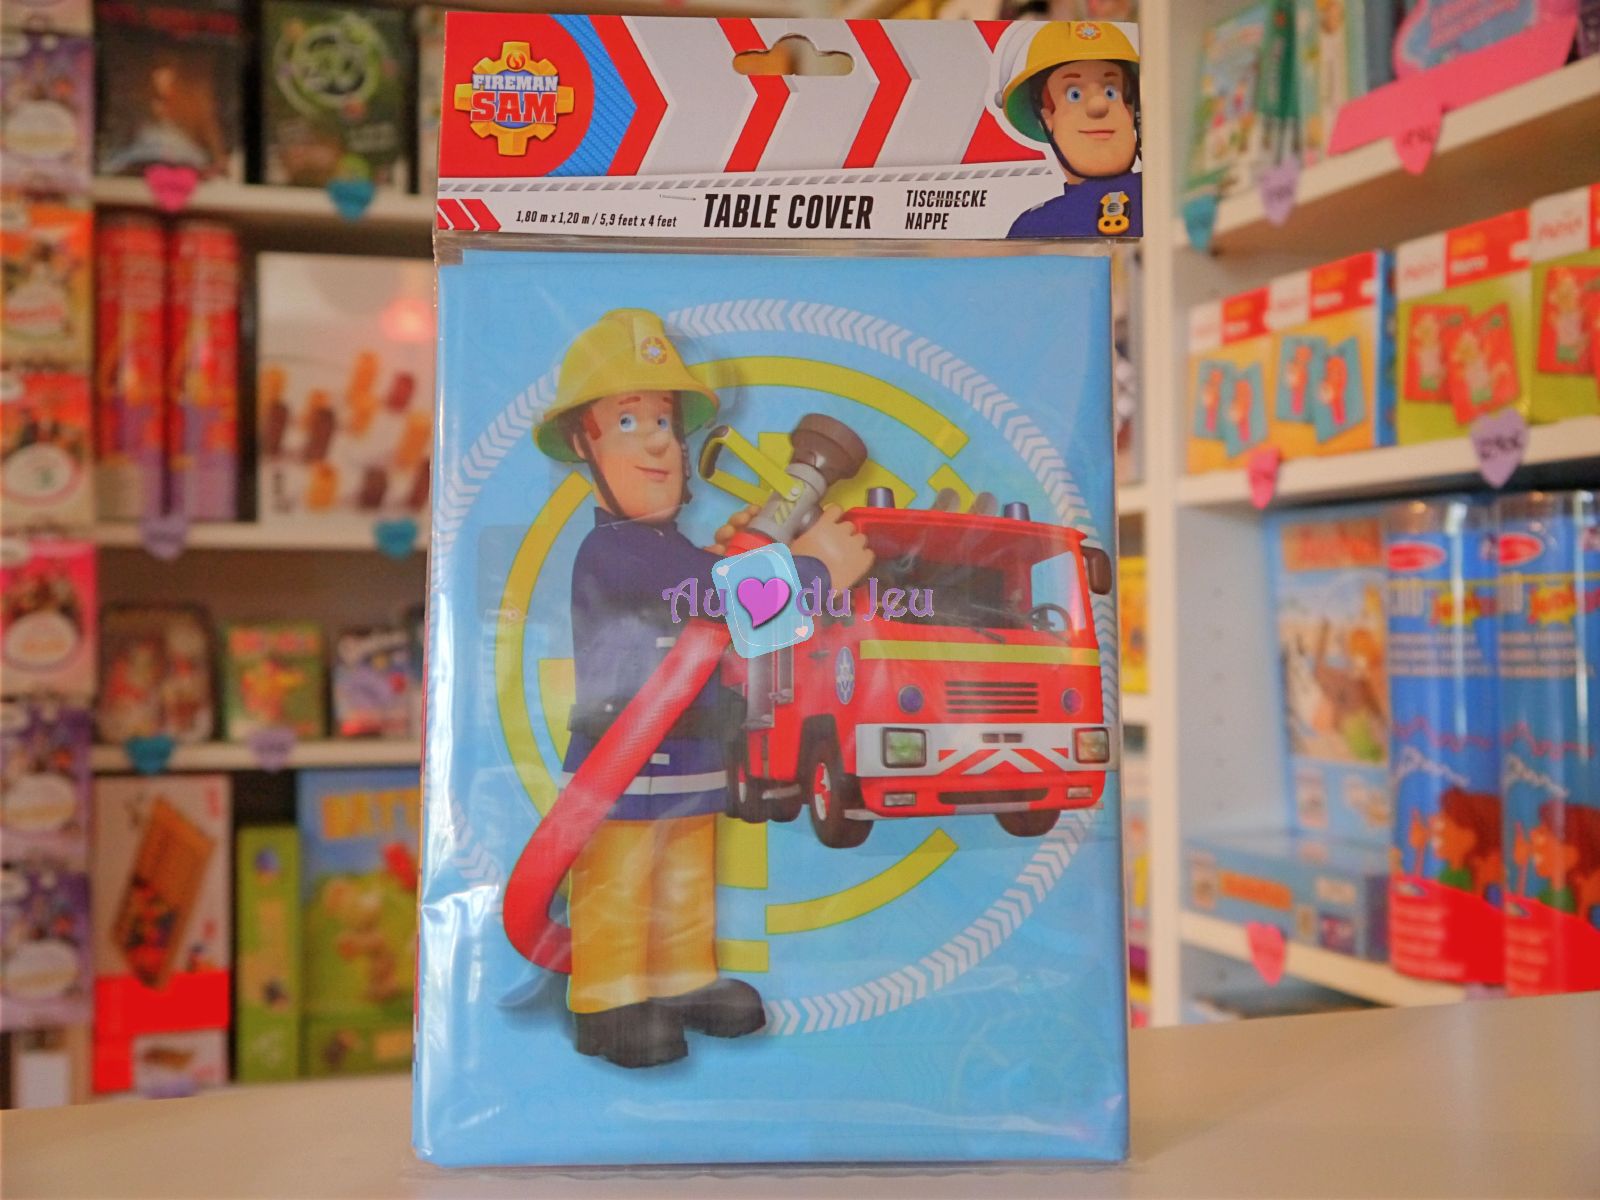 FIREMAN
SAM
1,80 m x 1,20 m / 5,9 feet x 4 feet
TABLE COVER
TISCHDECKE
NAPPE
Au du Jeu